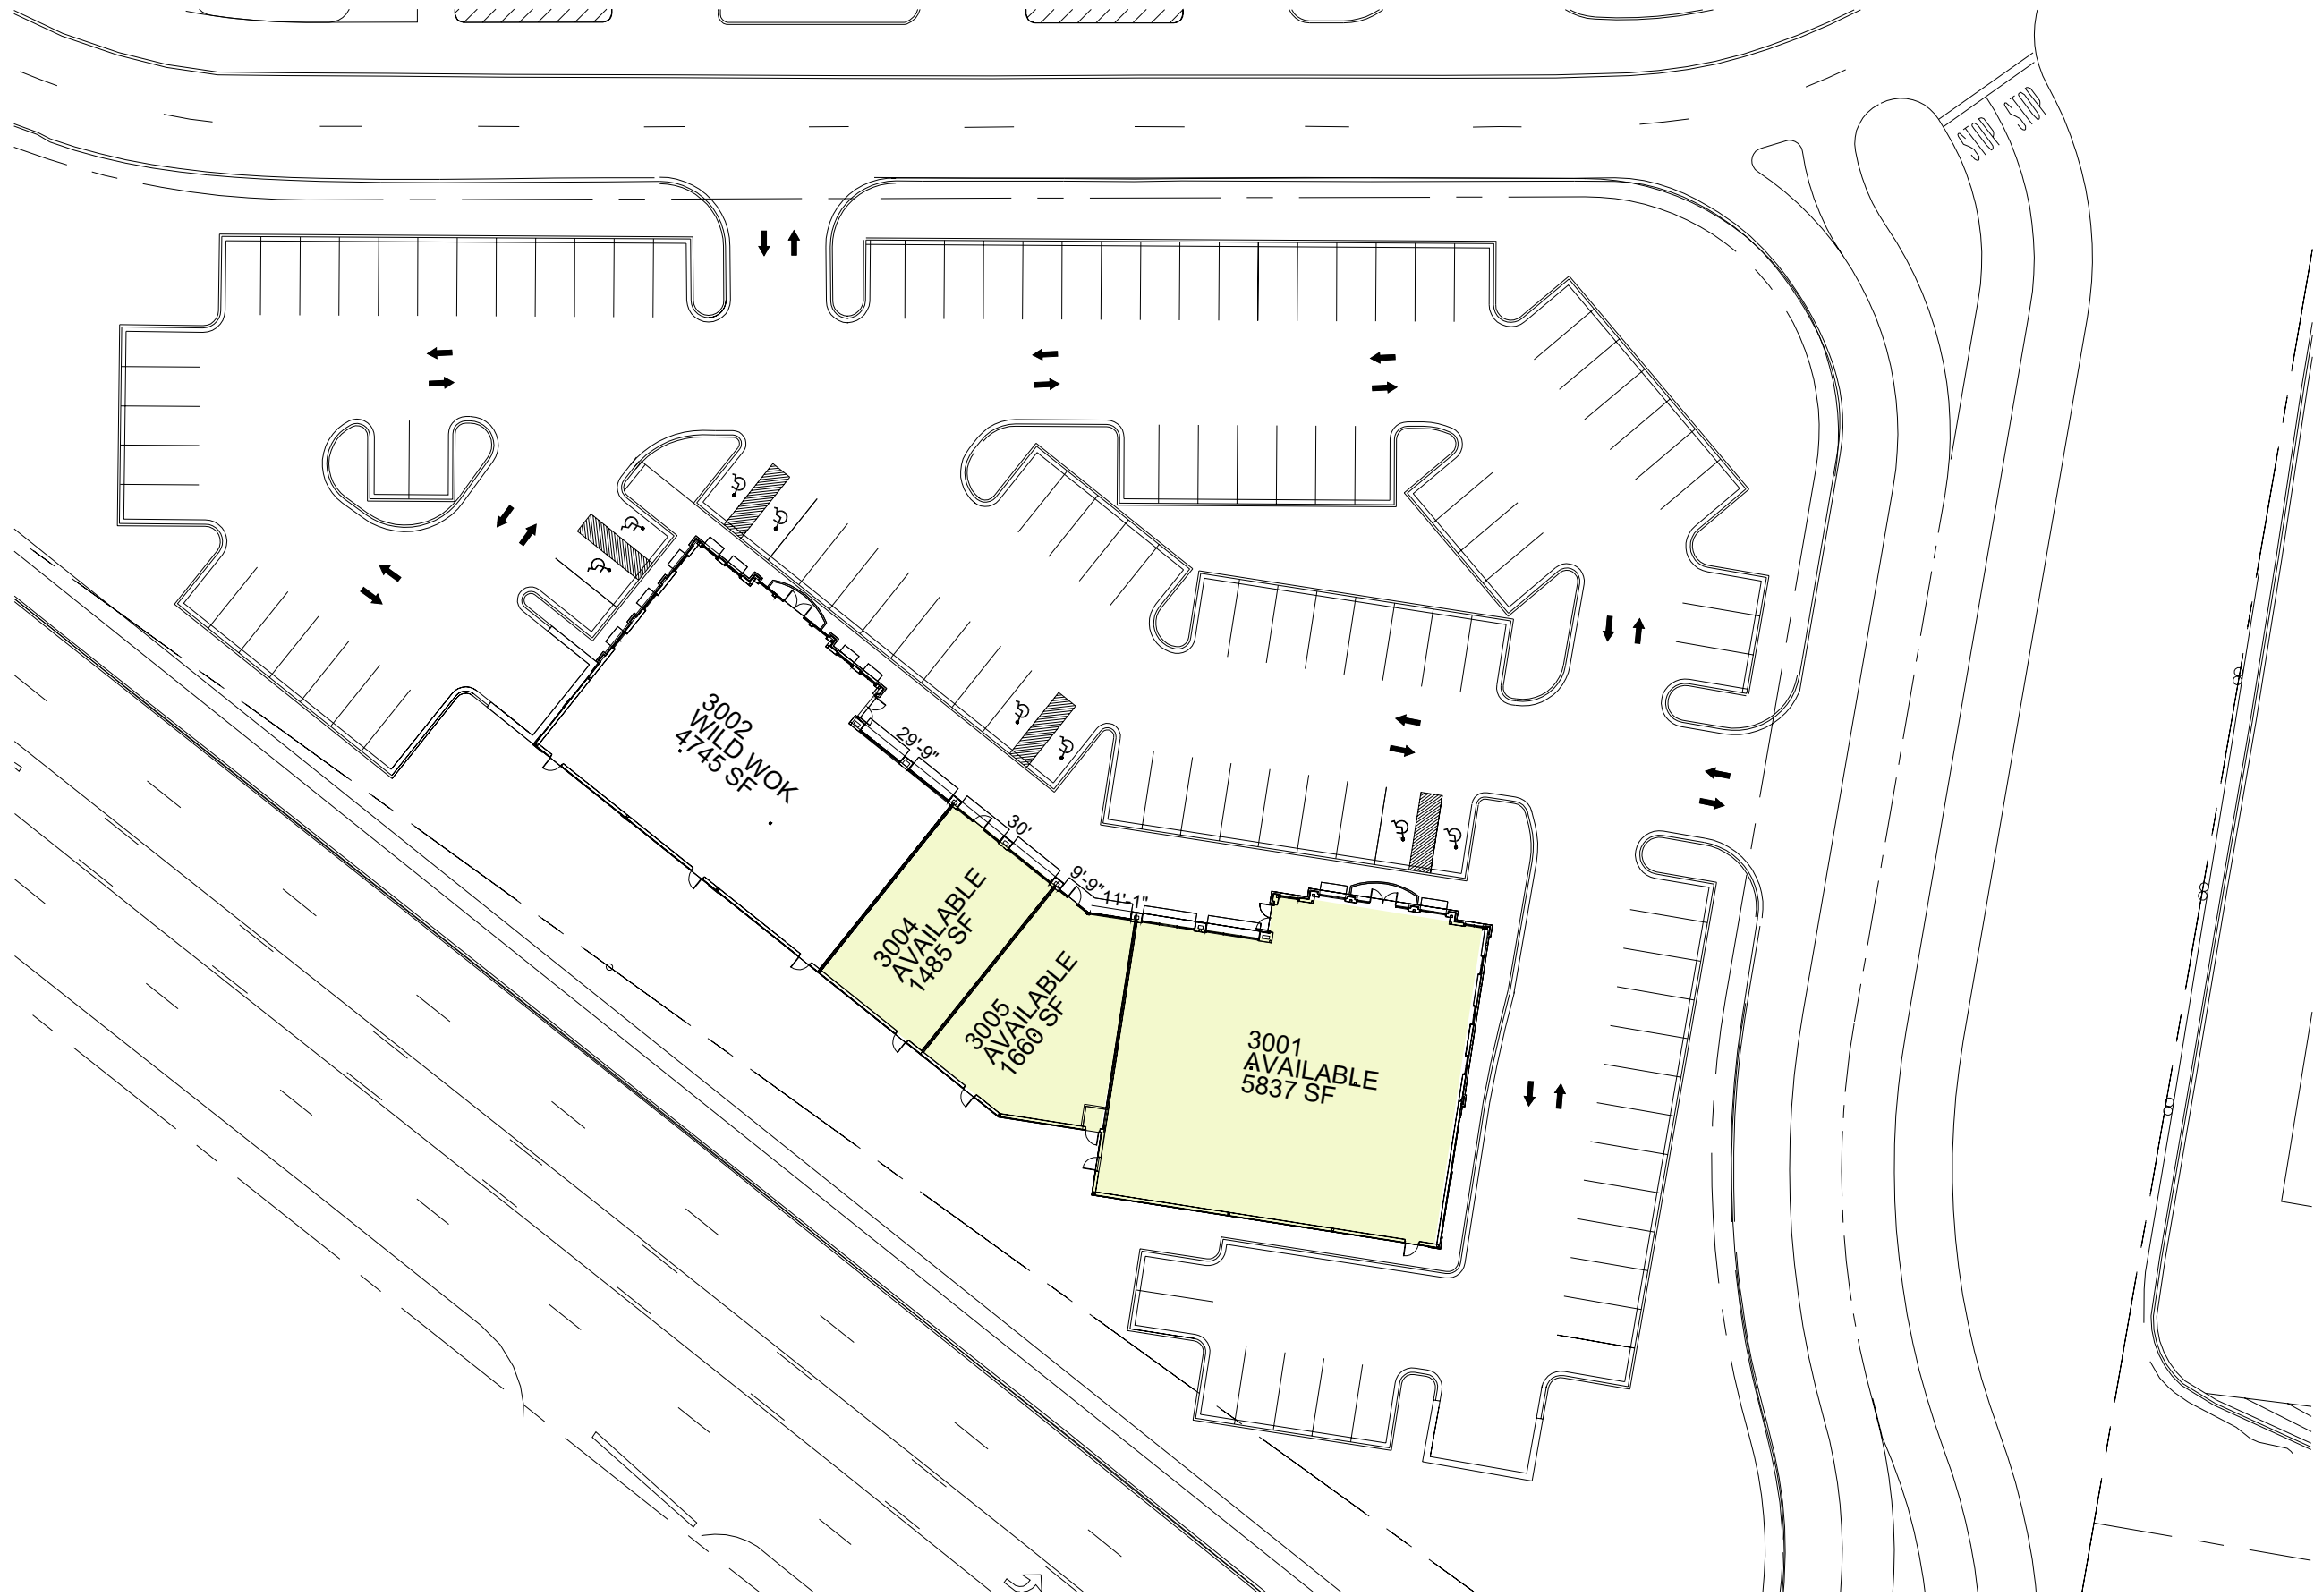 STOP
STOP
3002
WILD WOK
4745 SF
29'-9"
30'
9'-9"
11'-1"
3004
AVAILABLE
1485 SF
3005
AVAILABLE
1660 SF
3001
AVAILABLE
5837 SF